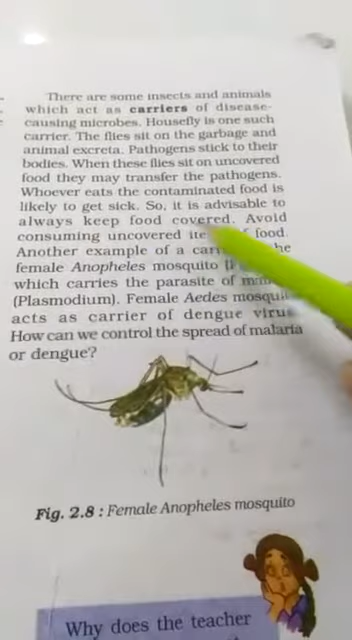 There are some insects and animals
which act as carriers of disease-
causing microbes. Housefly is one such
carrier. The flies sit on the garbage and
animal excreta. Pathogens stick to their
bodies. When these flies sit on uncovered
food they may transfer the pathogens.
Whoever eats the contaminated food is
likely to get sick. So, it is advisable to
always keep food covered. Avoid
consuming uncovered food.
Another example of a
female Anopheles mosquito
which carries the parasite of
(Plasmodium). Female Aedes
acts as carrier of dengue
How can we control the spread of malaria
or dengue?
Fig. 2.8 : Female Anopheles mosquito
Why does the teacher